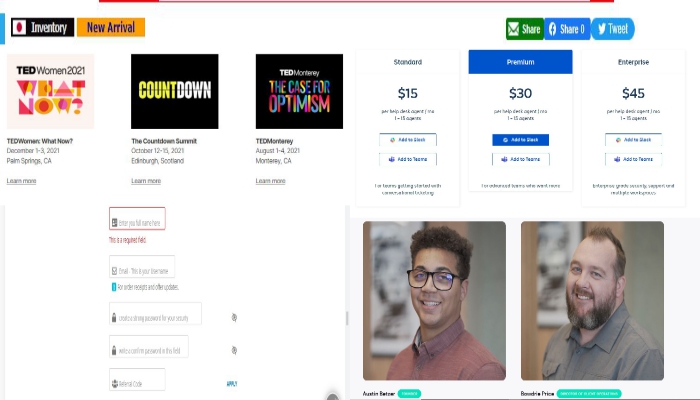 Inventory
New Arrival
Share
Share 0
Tweet
TEDWomen2021
WHAT
NOW?
TEDWomen: What Now?
December 1-3, 2021
Palm Springs, CA
Learn more
COUNTDOWN
The Countdown Summit
October 12-15, 2021
Edinburgh, Scotland
Learn more
TEDMonterey
THE CASE FOR
OPTIMISM
TEDMonterey
August 1-4, 2021
Monterey, CA
Learn more
Standard
$15
per help desk agent / mo
1 – 15 agents
Add to Slack
Add to Teams
For teams getting started with
conversational ticketing
Premium
$30
per help desk agent / mo
1 – 15 agents
Add to Slack
Add to Teams
For advanced teams who want more
Enterprise
$45
per help desk agent / mo
1 – 15 agents
Add to Slack
Add to Teams
Enterprise grade security, support and
multiple workspaces
Enter you full name here
This is a required field.
Email - This is your Username
For order receipts and offer updates.
create a strong password for your security
write a confirm password in this field
Referral Code
APPLY
Austin Betzer
Bowdrie Price